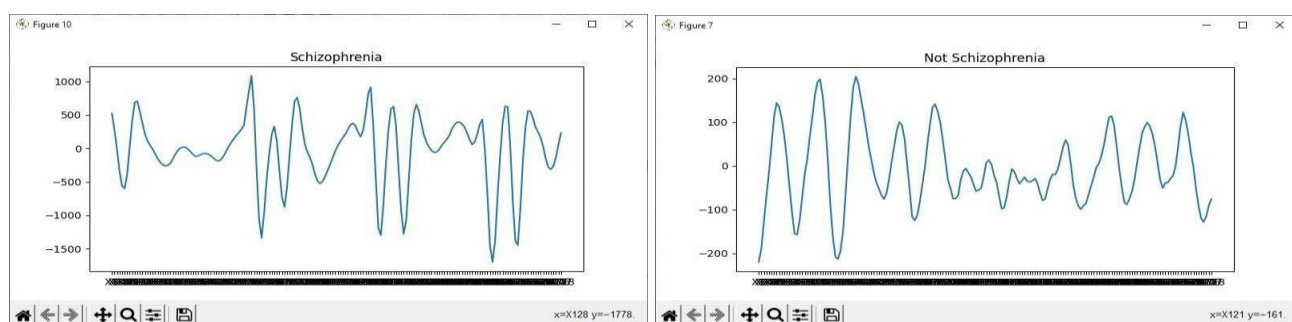 Figure 10
Schizophrenia
1000
500
0
−500
−1000
−1500
x=X128 y=−1778.
Figure 7
Not Schizophrenia
200
100
0
−100
−200
x=X121 y=−161.